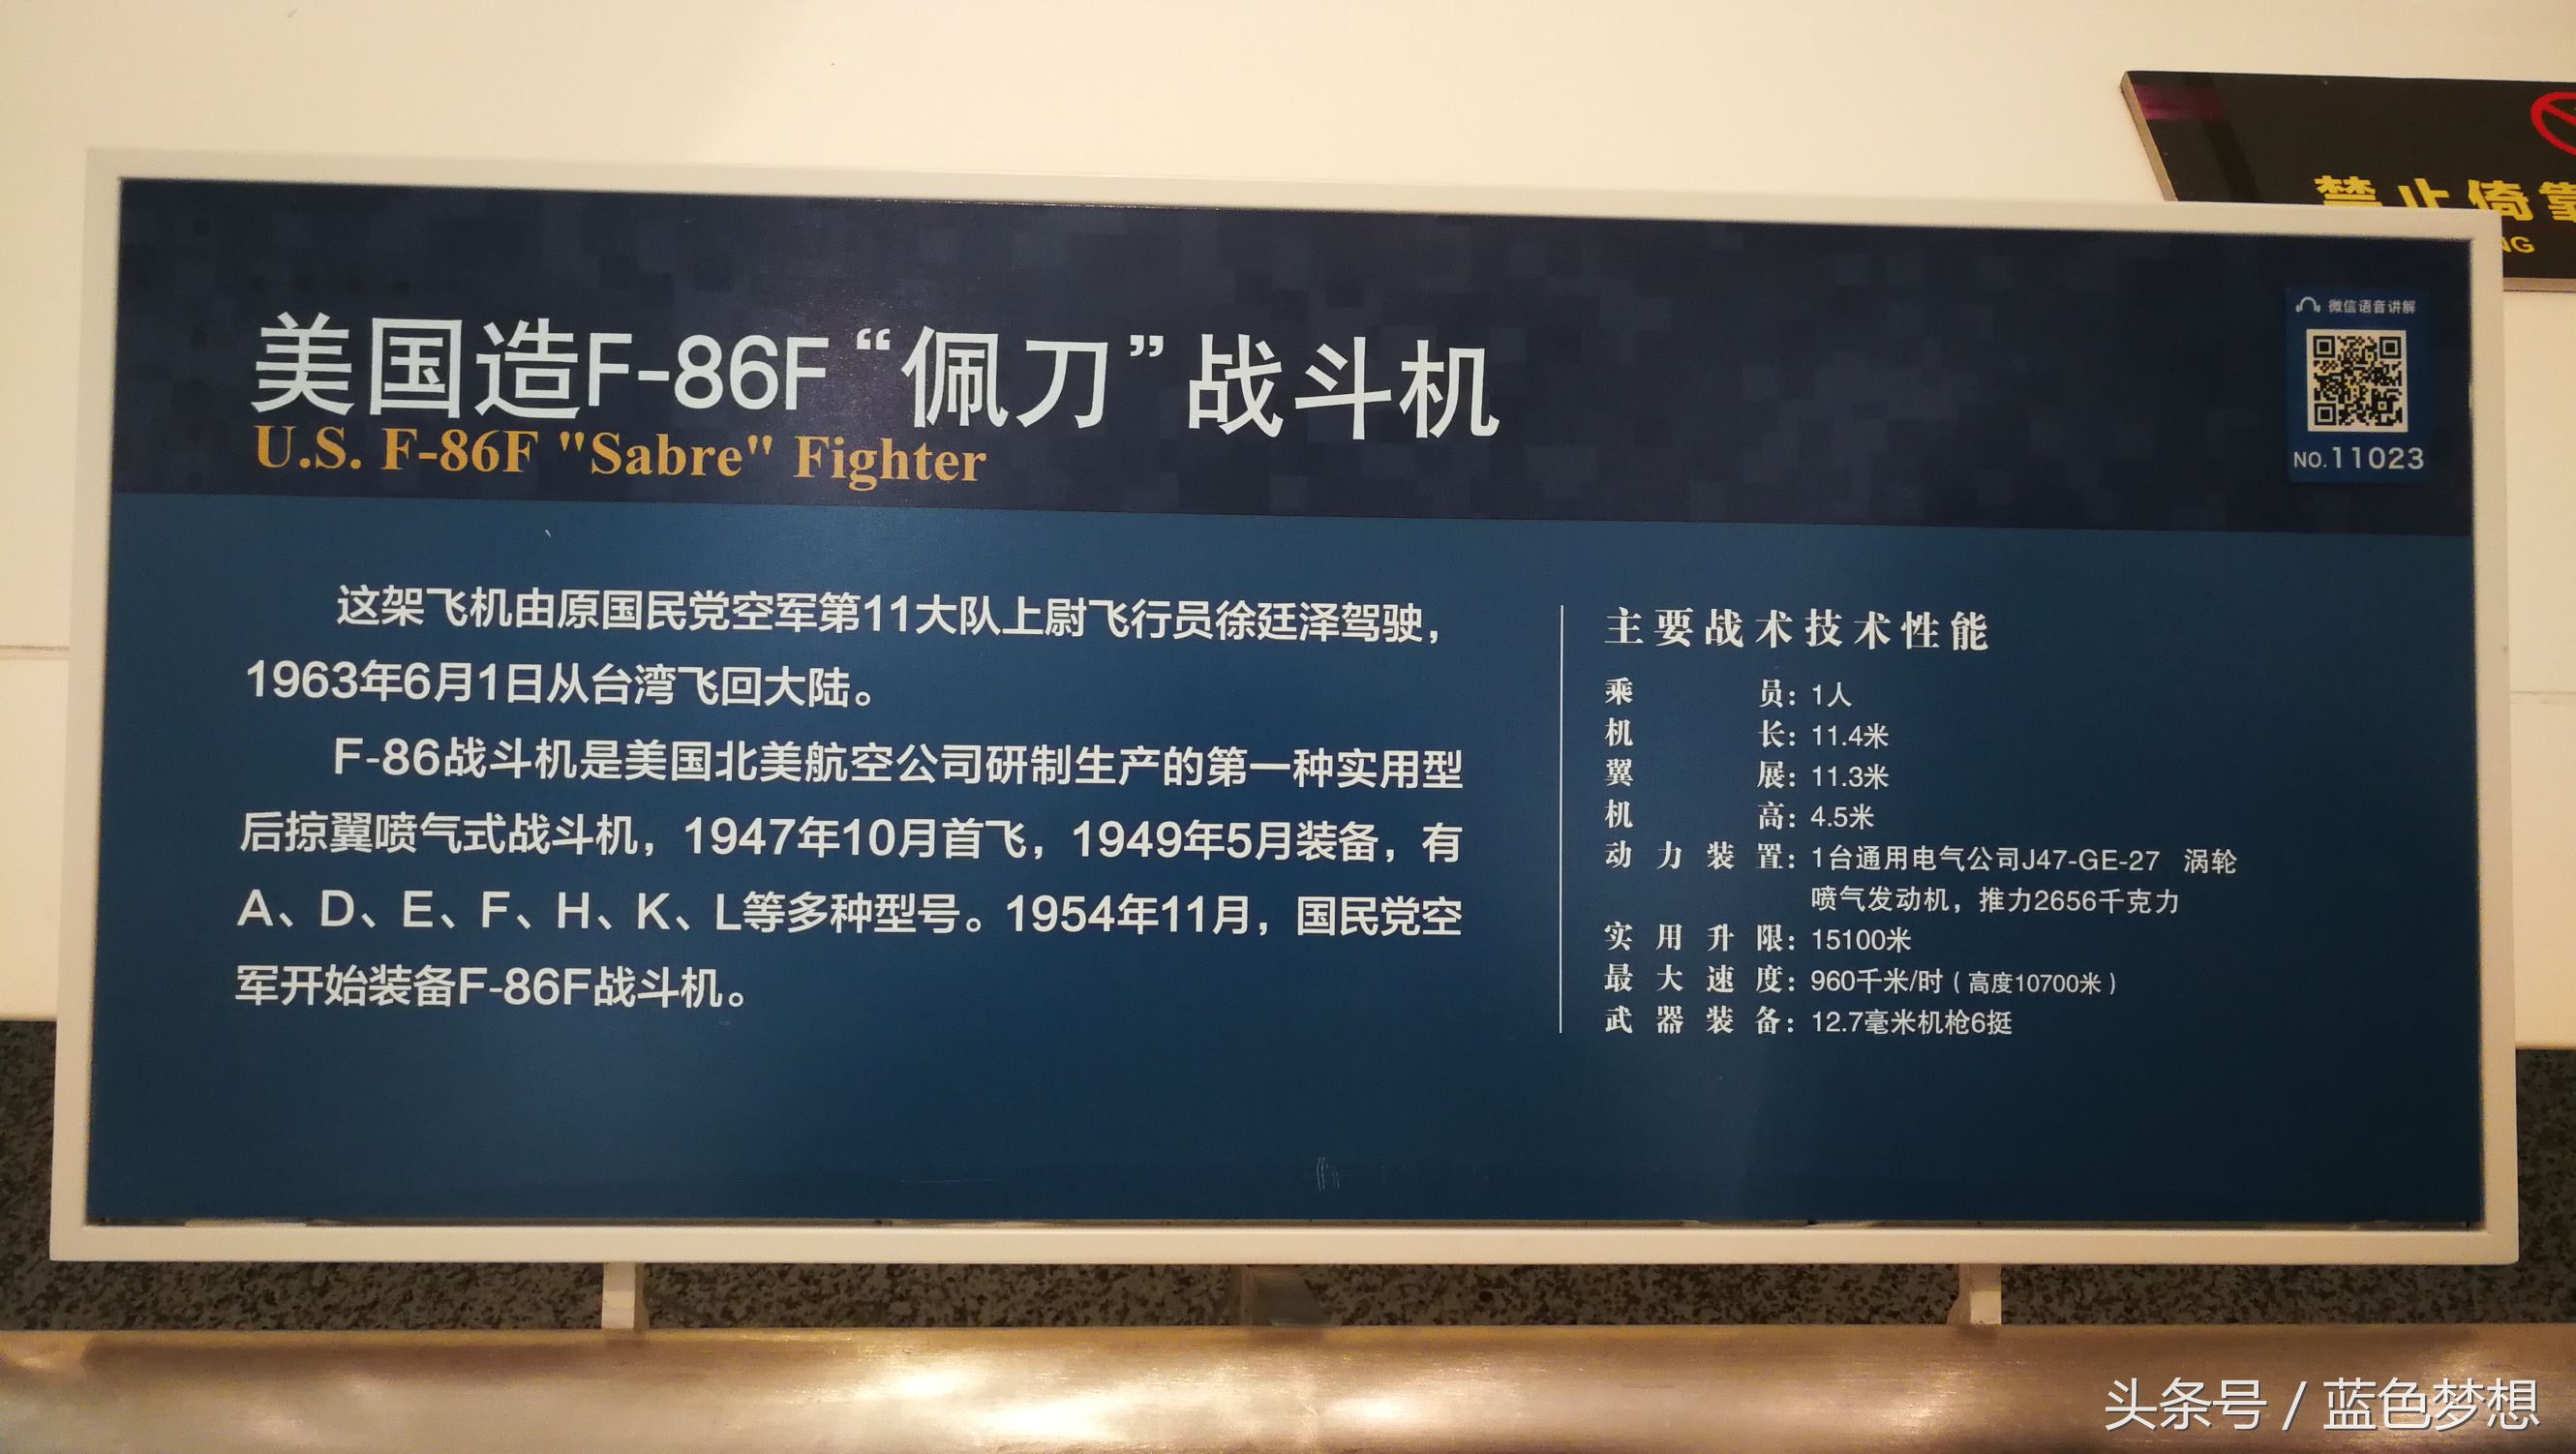 禁止倚靠
NG
微信语音讲解
NO.11023
美国造F-86F“佩刀”战斗机
U.S. F-86F "Sabre" Fighter
这架飞机由原国民党空军第11大队上尉飞行员徐廷泽驾驶，
1963年6月1日从台湾飞回大陆。
F-86战斗机是美国北美航空公司研制生产的第一种实用型
后掠翼喷气式战斗机，1947年10月首飞，1949年5月装备，有
A、D、E、F、H、K、L等多种型号。1954年11月，国民党空
军开始装备F-86F战斗机。
主要战术技术性能
乘员：1人
机长：11.4米
翼展：11.3米
机高：4.5米
动力装置：1台通用电气公司J47-GE-27 涡轮
喷气发动机，推力2656千克力
实用升限：15100米
最大速度：960千米/时（高度10700米）
武器装备：12.7毫米机枪6挺
头条号 / 蓝色梦想